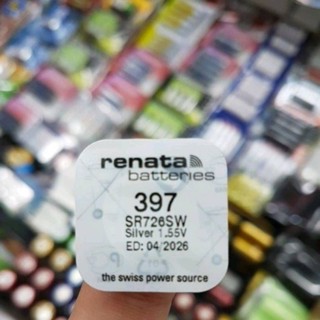 renata
batteries
397
SR726SW
Silver 1.55V
ED: 04/2026
the swiss power source